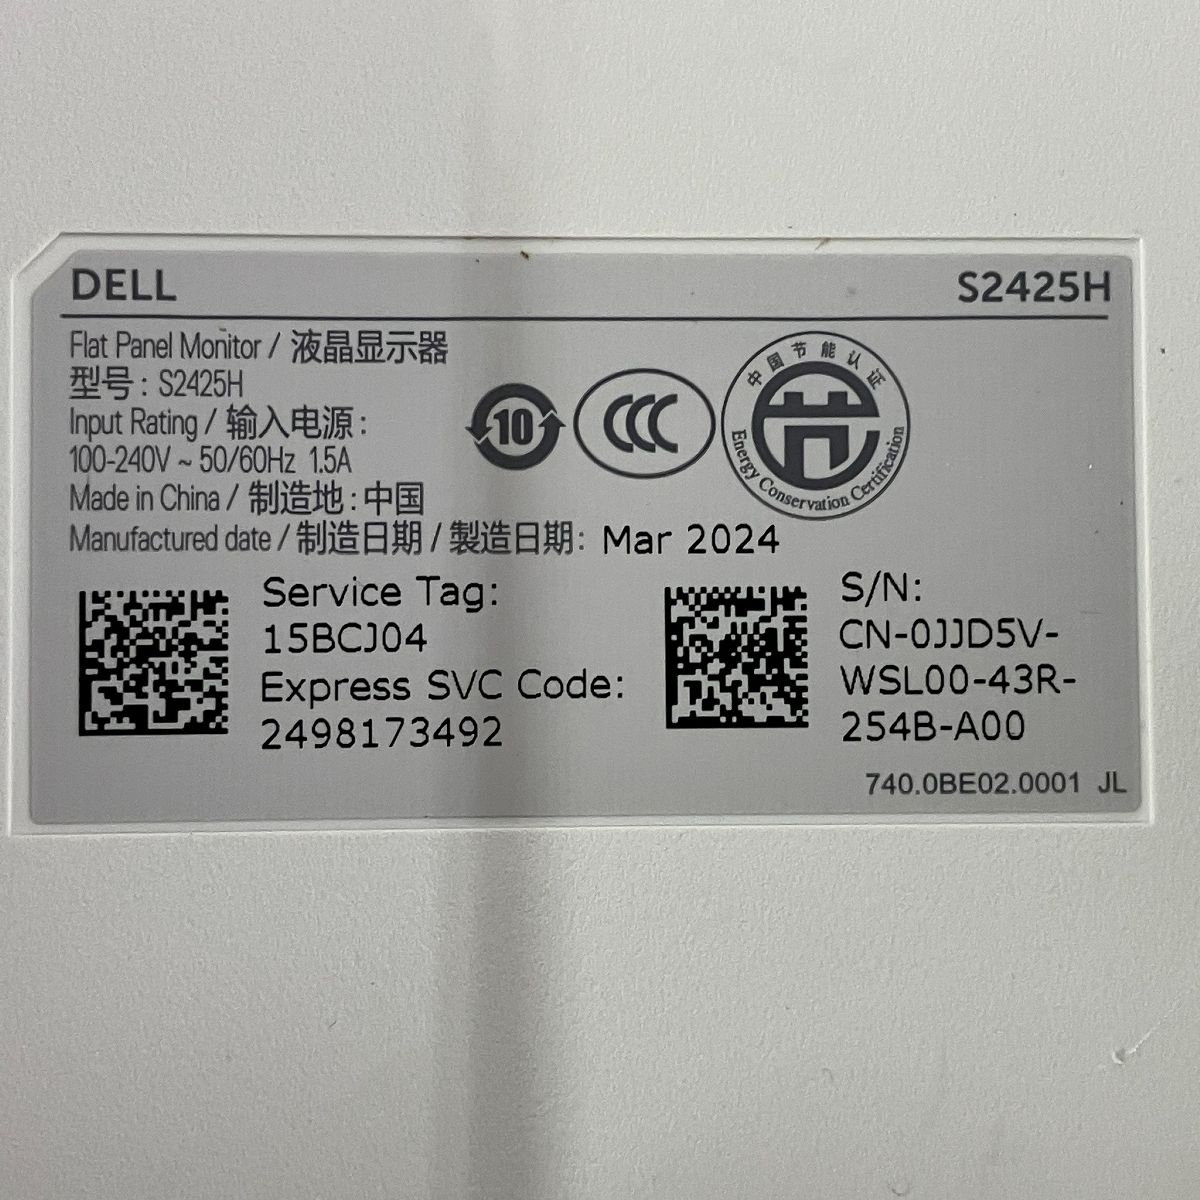 DELL
S2425H
Flat Panel Monitor / 液晶显示器
型号: S2425H
Input Rating / 输入电源:
100-240V ~ 50/60Hz 1.5A
Made in China / 制造地:中国
Manufactured date / 制造日期 / 製造日期: Mar 2024
10
CCC
中国节能认证
Energy Conservation Certification
Service Tag:
15BCJ04
Express SVC Code:
2498173492
S/N:
CN-0JJD5V-
WSL00-43R-
254B-A00
740.0BE02.0001 JL